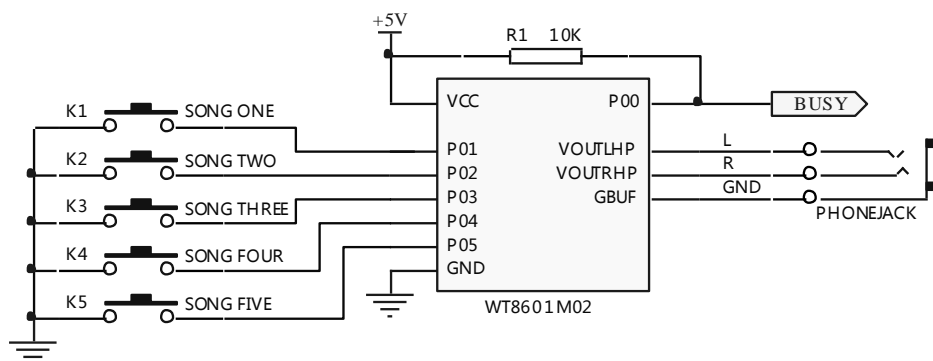 +5V
R1 10K
VCC P00 BUSY
K1 SONG ONE
P01 VOUTLHP L
K2 SONG TWO
P02 VOUTRHP R
K3 SONG THREE
P03 GBUF GND
PHONEJACK
P04
K4 SONG FOUR
P05
GND
K5 SONG FIVE
WT8601M02